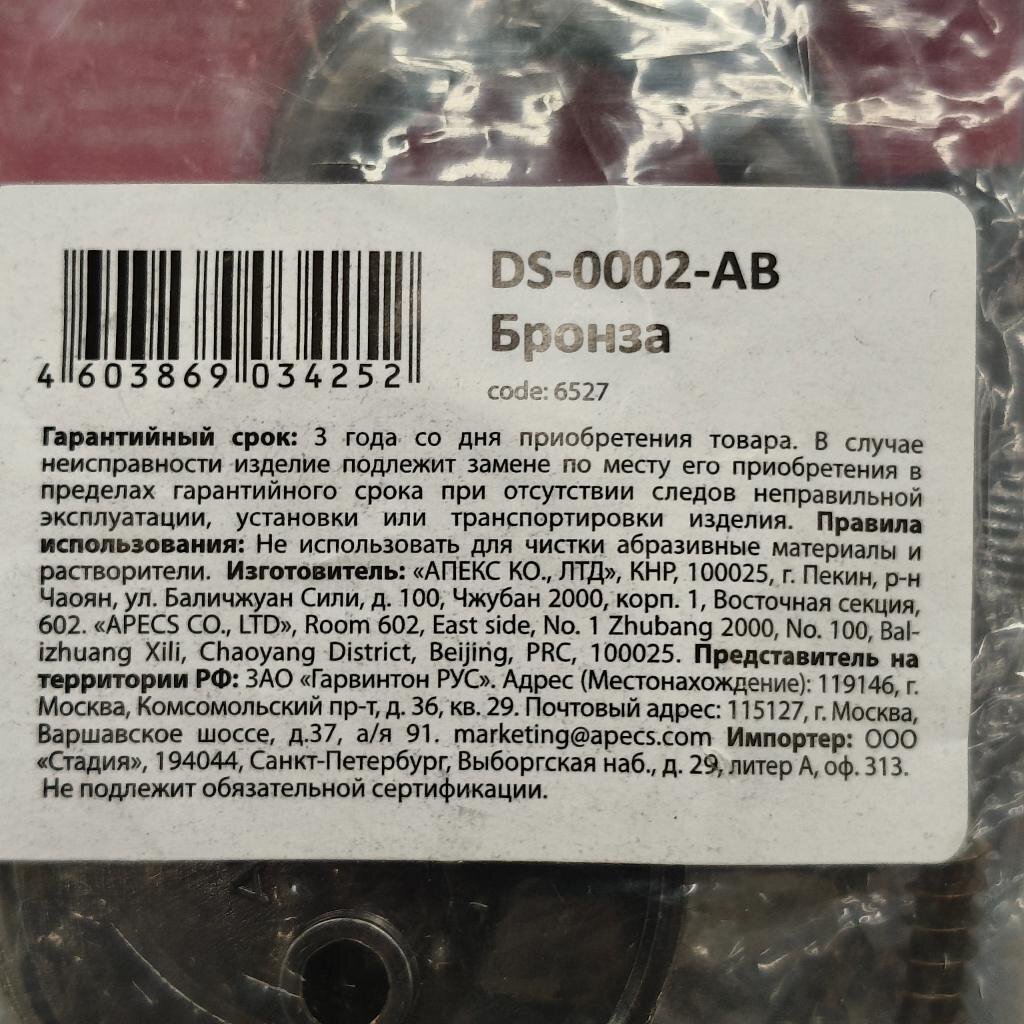 DS-0002-AB
Бронза
code: 6527
4 603869 034252
Гарантийный срок: 3 года со дня приобретения товара. В случае
неисправности изделие подлежит замене по месту его приобретения в
пределах гарантийного срока при отсутствии следов неправильной
эксплуатации, установки или транспортировки изделия. Правила
использования: Не использовать для чистки абразивные материалы и
растворители. Изготовитель: «АПЕКС КО., ЛТД», КНР, 100025, г. Пекин, р-н
Чаоян, ул. Баличжуан Сили, д. 100, Чжубан 2000, корп. 1, Восточная секция,
602. «APECS CO., LTD», Room 602, East side, No. 1 Zhubang 2000, No. 100, Bal-
izhuang Xili, Chaoyang District, Beijing, PRC, 100025. Представитель на
территории РФ: ЗАО «Гарвинтон РУС». Адрес (Местонахождение): 119146, г.
Москва, Комсомольский пр-т, д. 36, кв. 29. Почтовый адрес: 115127, г. Москва,
Варшавское шоссе, д.37, а/я 91. marketing@apecs.com Импортер: ООО
«Стадия», 194044, Санкт-Петербург, Выборгская наб., д. 29, литер А, оф. 313.
Не подлежит обязательной сертификации.